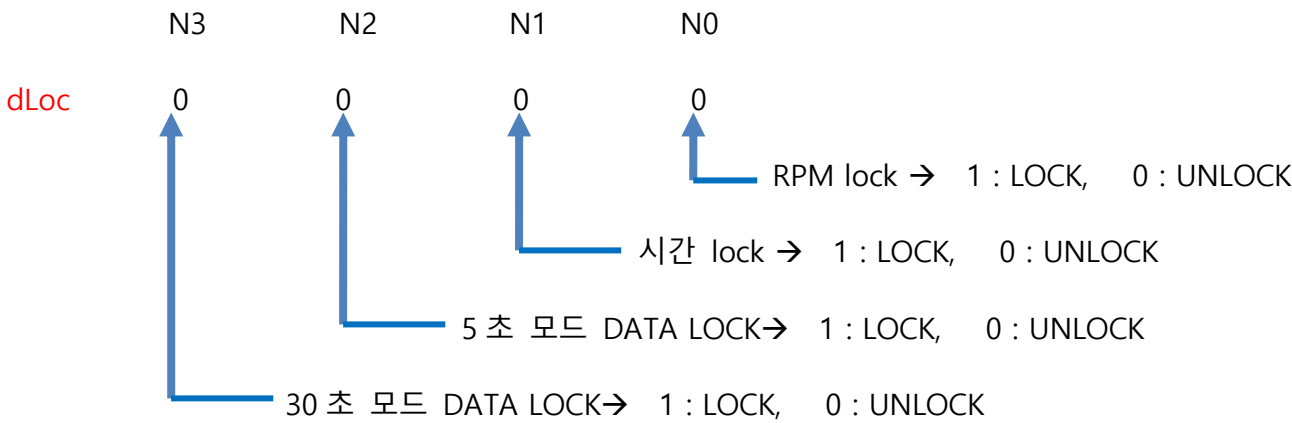 N3 N2 N1 N0
dLoc 0 0 0 0
RPM lock → 1 : LOCK, 0 : UNLOCK
시간 lock → 1 : LOCK, 0 : UNLOCK
5 초 모드 DATA LOCK→ 1 : LOCK, 0 : UNLOCK
30 초 모드 DATA LOCK→ 1 : LOCK, 0 : UNLOCK